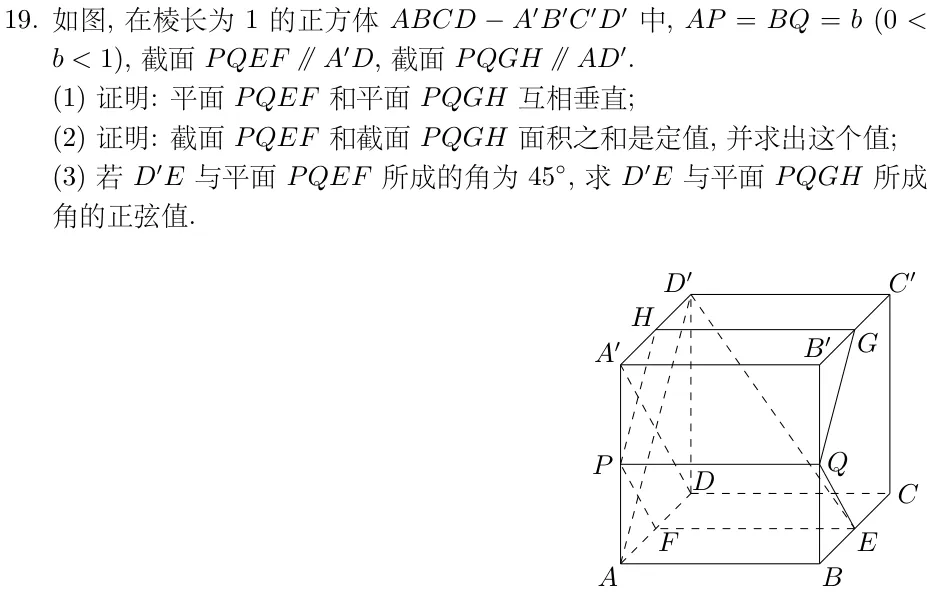 19. 如图, 在棱长为 1 的正方体 ABCD − A′B′C′D′ 中, AP = BQ = b (0 <
b < 1), 截面 PQEF ∥ A′D, 截面 PQGH ∥ AD′.
(1) 证明: 平面 PQEF 和平面 PQGH 互相垂直;
(2) 证明: 截面 PQEF 和截面 PQGH 面积之和是定值, 并求出这个值;
(3) 若 D′E 与平面 PQEF 所成的角为 45°, 求 D′E 与平面 PQGH 所成
角的正弦值.
D′
C′
H
A′
B′
G
P
Q
D
C
F
E
A
B